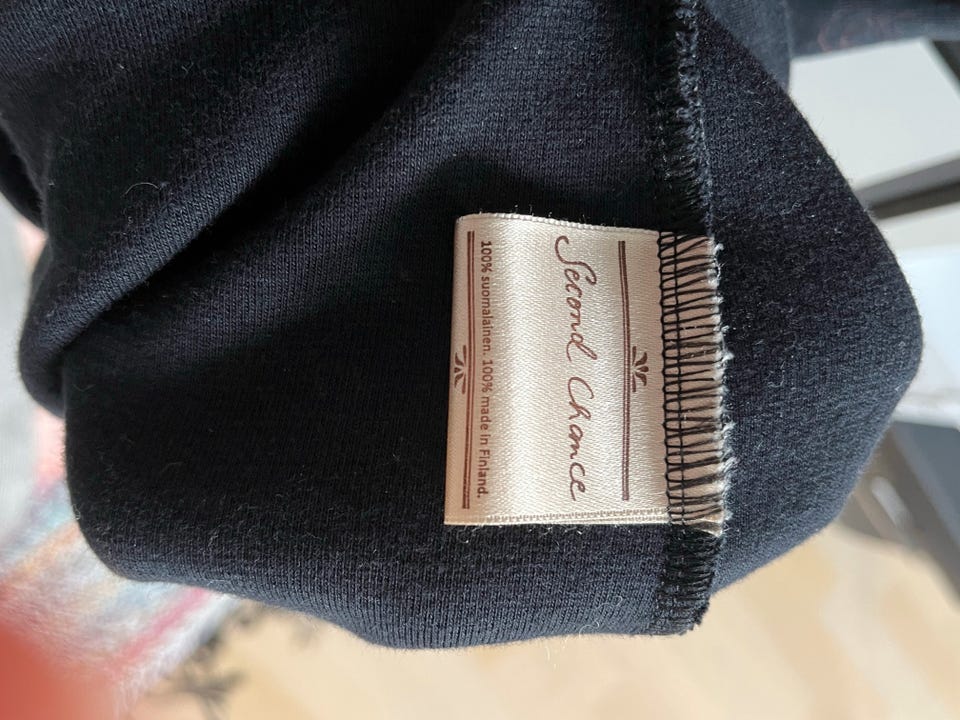 Second Chance
100% suomalainen. 100% made in Finland.